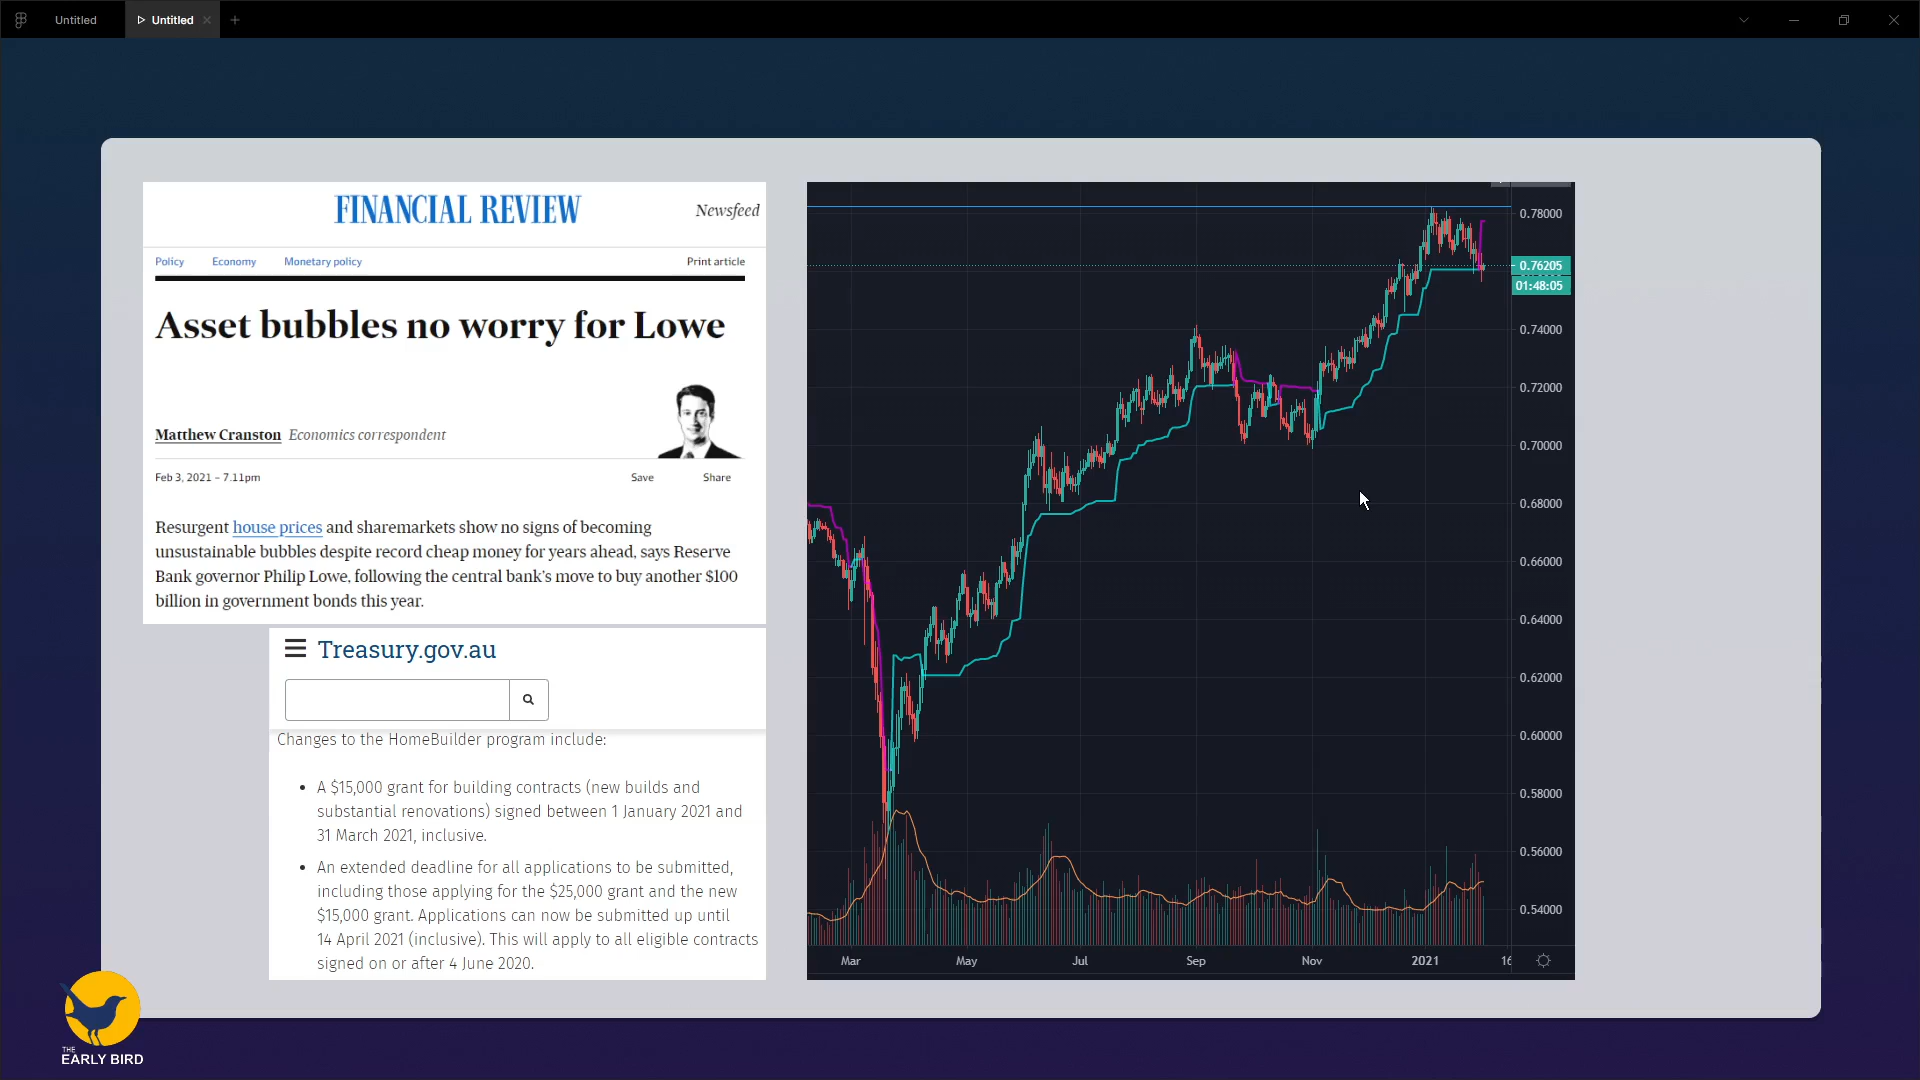 Untitled
Untitled
FINANCIAL REVIEW
Newsfeed
Policy Economy Monetary policy Print article
Asset bubbles no worry for Lowe
Matthew Cranston Economics correspondent
Feb 3, 2021 – 7.11pm Save Share
Resurgent house prices and sharemarkets show no signs of becoming
unsustainable bubbles despite record cheap money for years ahead, says Reserve
Bank governor Philip Lowe, following the central bank's move to buy another $100
billion in government bonds this year.
Treasury.gov.au
Changes to the HomeBuilder program include:
• A $15,000 grant for building contracts (new builds and
substantial renovations) signed between 1 January 2021 and
31 March 2021, inclusive.
• An extended deadline for all applications to be submitted,
including those applying for the $25,000 grant and the new
$15,000 grant. Applications can now be submitted up until
14 April 2021 (inclusive). This will apply to all eligible contracts
signed on or after 4 June 2020.
0.78000
0.76205
01:48:05
0.74000
0.72000
0.70000
0.68000
0.66000
0.64000
0.62000
0.60000
0.58000
0.56000
0.54000
Mar May Jul Sep Nov 2021 16
THE
EARLY BIRD